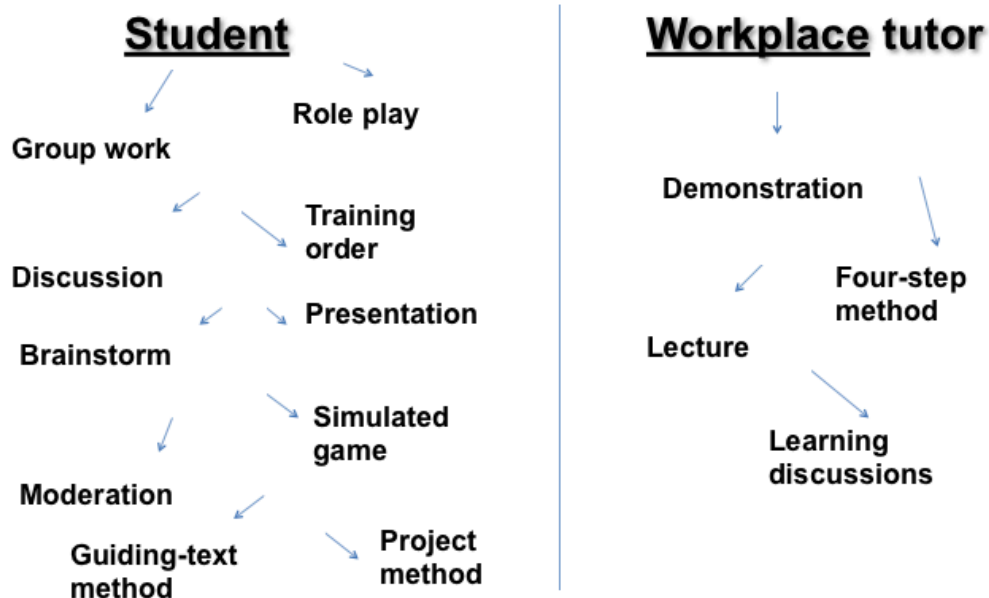 Student
Role play
Group work
Training
order
Discussion
Presentation
Brainstorm
Simulated
game
Moderation
Guiding-text
method
Project
method
Workplace tutor
Demonstration
Four-step
method
Lecture
Learning
discussions